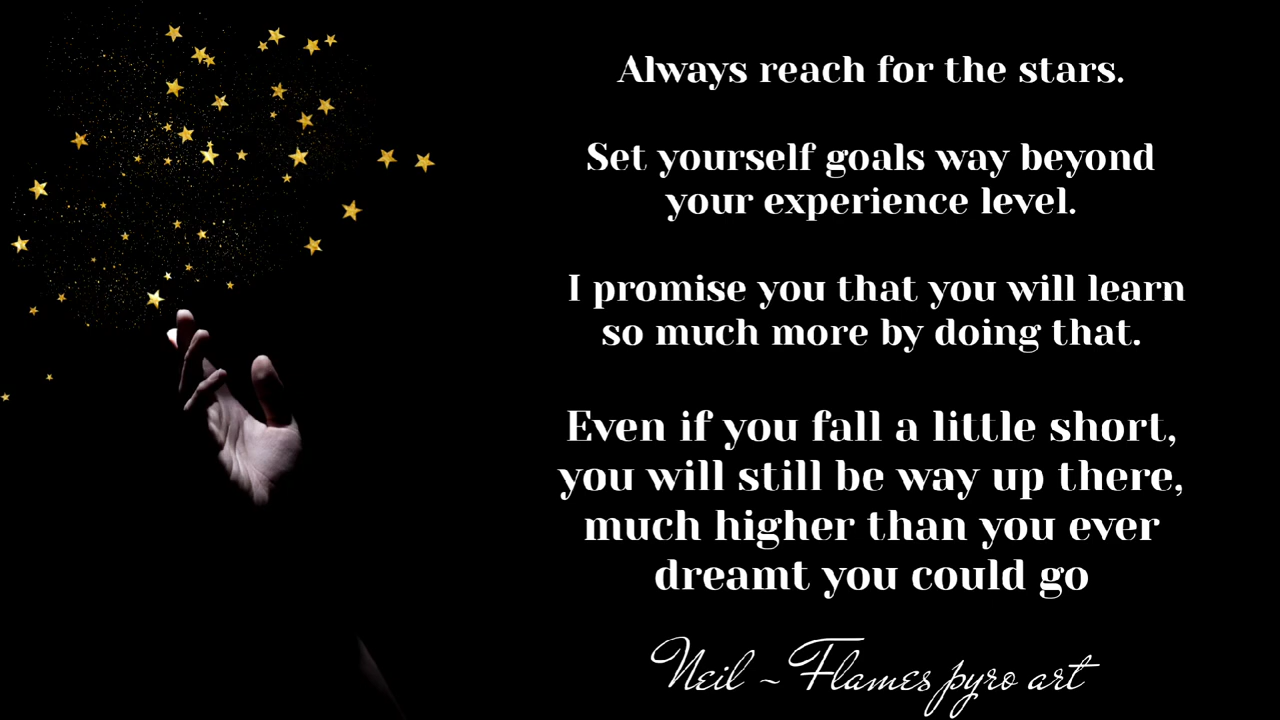 Always reach for the stars.
Set yourself goals way beyond
your experience level.
I promise you that you will learn
so much more by doing that.
Even if you fall a little short,
you will still be way up there,
much higher than you ever
dreamt you could go
Neil ~ Flames pyro art